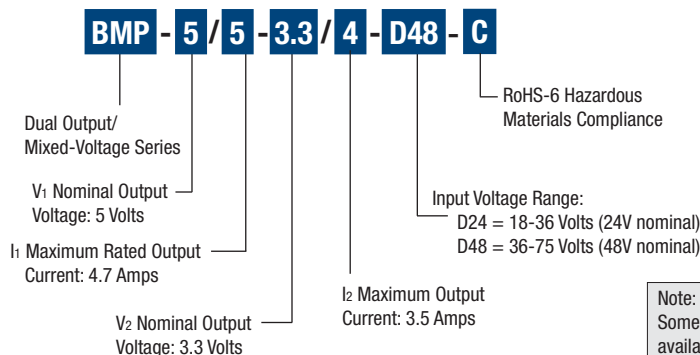 BMP - 5 / 5 - 3.3 / 4 - D48 - C
RoHS-6 Hazardous
Materials Compliance
Dual Output/
Mixed-Voltage Series
V1 Nominal Output
Voltage: 5 Volts
Input Voltage Range:
D24 = 18-36 Volts (24V nominal)
D48 = 36-75 Volts (48V nominal)
I1 Maximum Rated Output
Current: 4.7 Amps
I2 Maximum Output
Current: 3.5 Amps
V2 Nominal Output
Voltage: 3.3 Volts
Note:
Some
availa